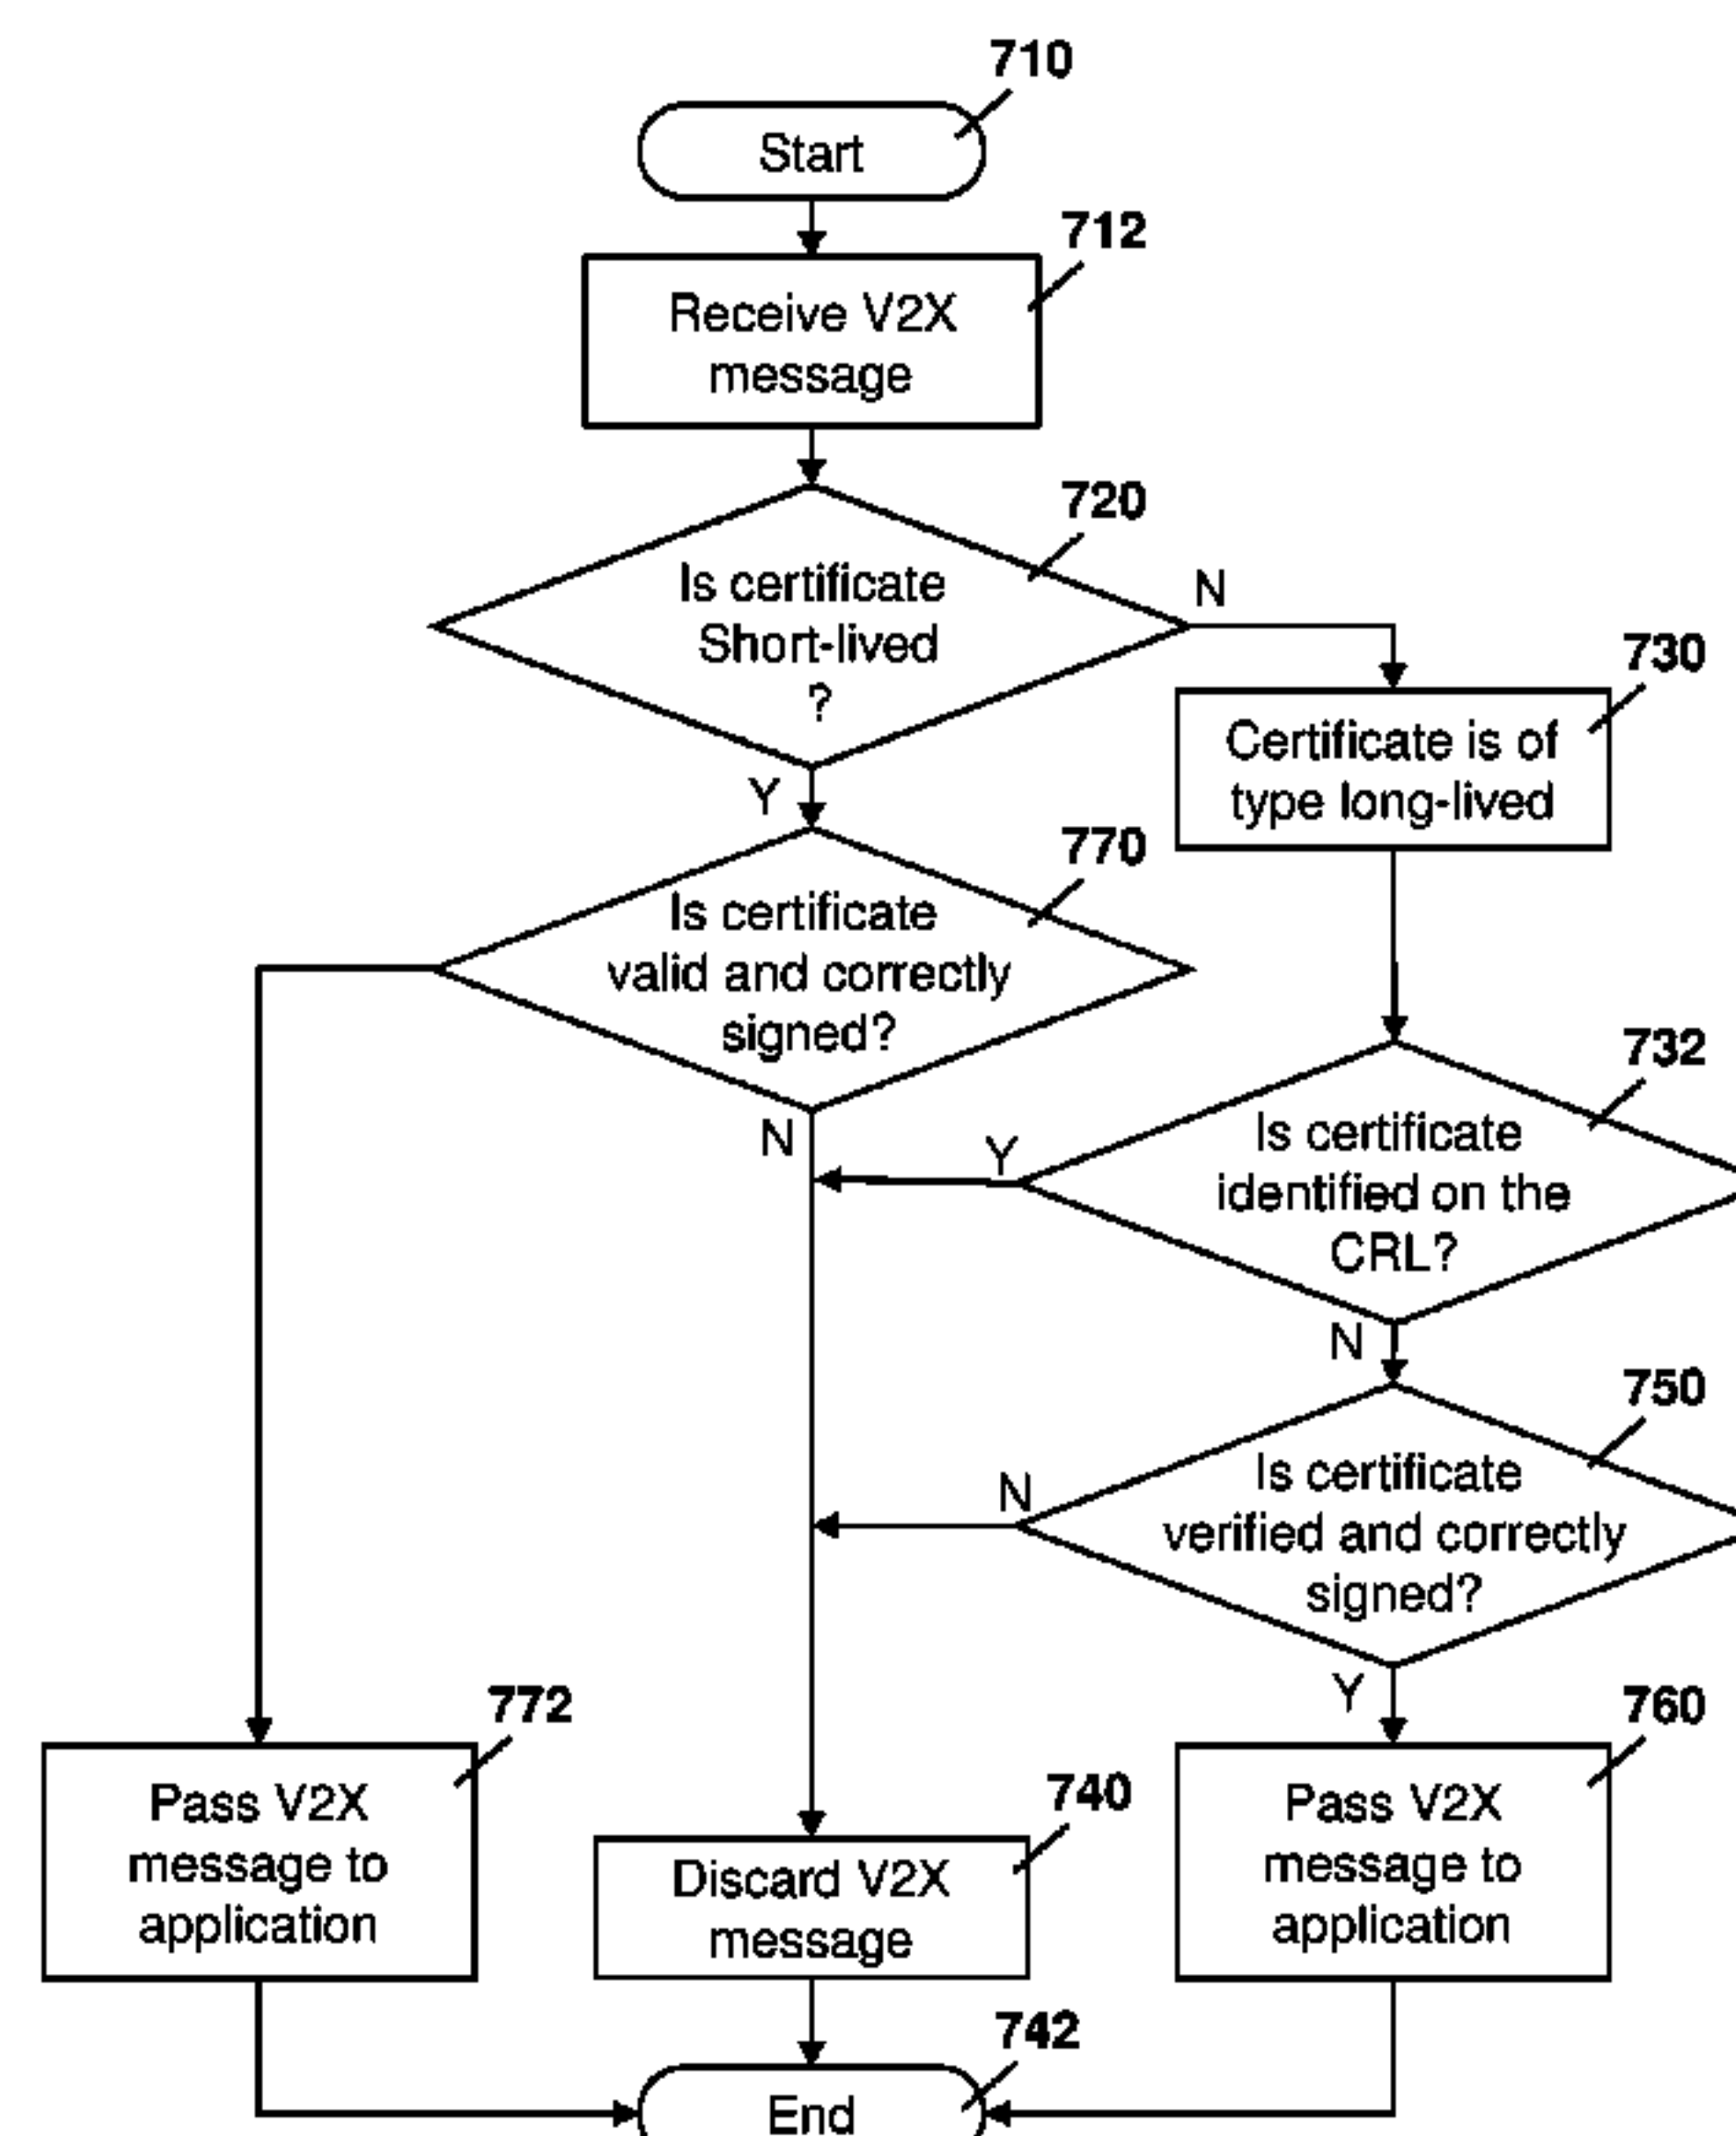 710
Start
712
Receive V2X
message
720
Is certificate
Short-lived
?
N
Y
730
Certificate is of
type long-lived
770
Is certificate
valid and correctly
signed?
N
732
Is certificate
identified on the
CRL?
Y
N
750
Is certificate
verified and correctly
signed?
N
Y
772
Pass V2X
message to
application
740
Discard V2X
message
760
Pass V2X
message to
application
742
End